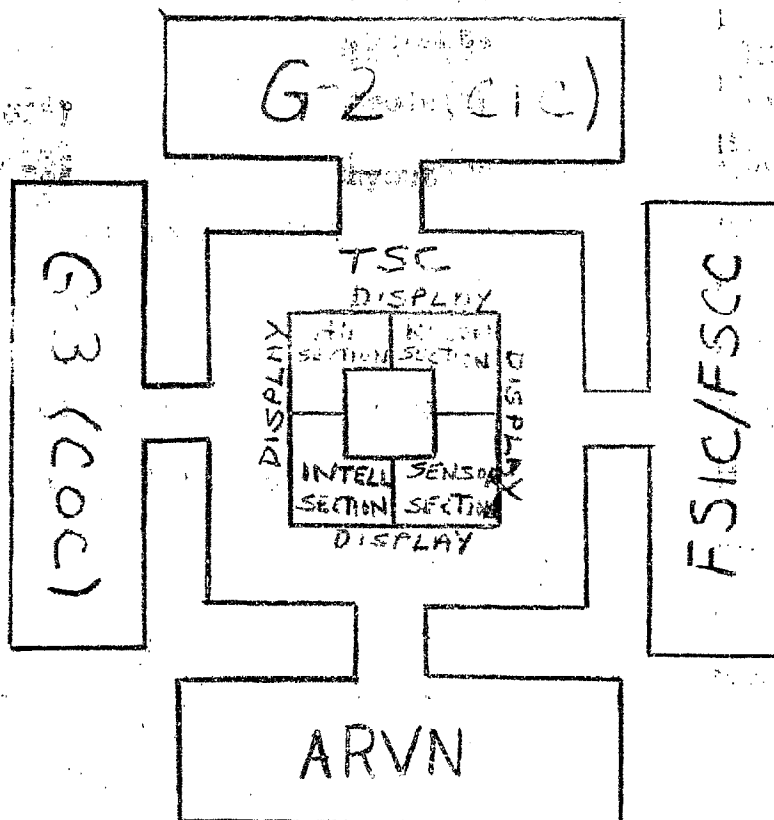 G-2 (CIC)
TSC
DISPLAY
SECTION SECTION
DISPLAY
DISPLAY
INTELL SENSOR
SECTION SECTION
DISPLAY
G-3 (COC)
FSIC/FSCC
ARVN